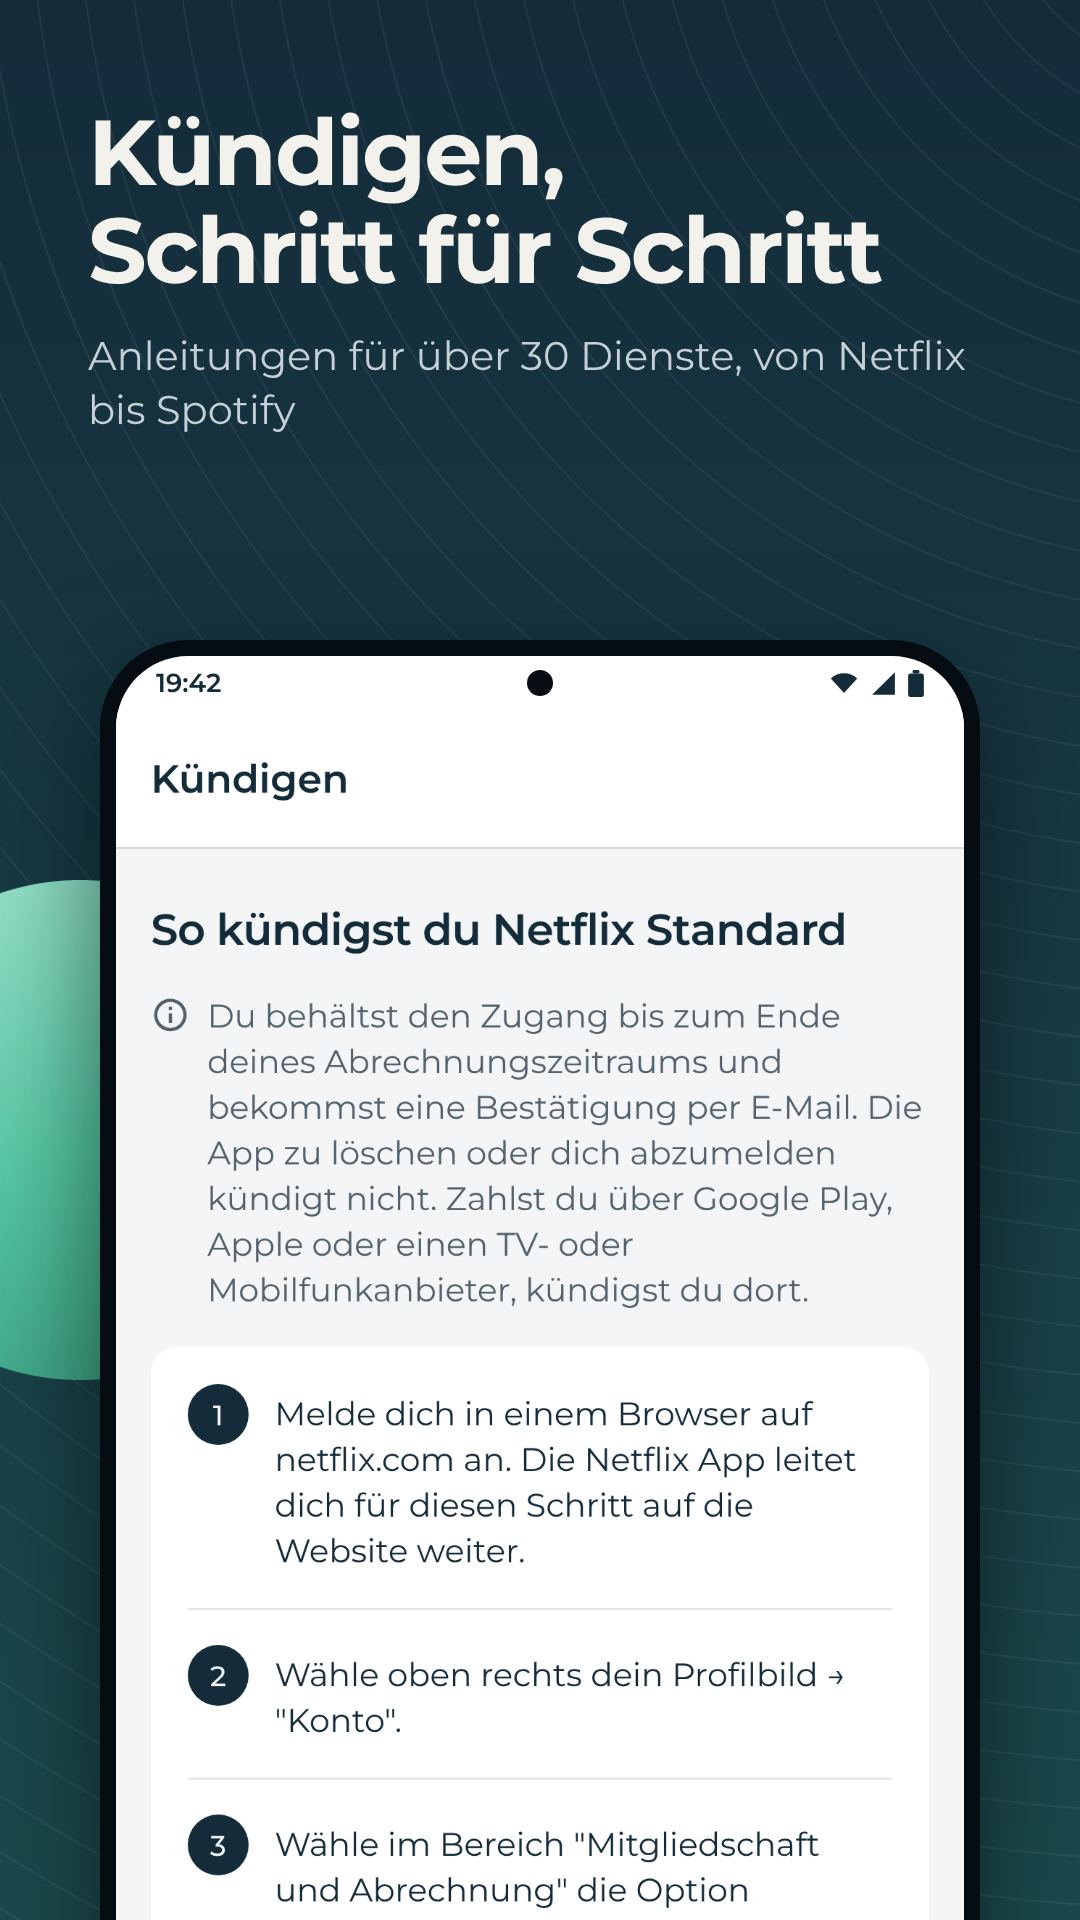 Kündigen,
Schritt für Schritt
Anleitungen für über 30 Dienste, von Netflix
bis Spotify
19:42
Kündigen
So kündigst du Netflix Standard
Du behältst den Zugang bis zum Ende
deines Abrechnungszeitraums und
bekommst eine Bestätigung per E-Mail. Die
App zu löschen oder dich abzumelden
kündigt nicht. Zahlst du über Google Play,
Apple oder einen TV- oder
Mobilfunkanbieter, kündigst du dort.
1 Melde dich in einem Browser auf
netflix.com an. Die Netflix App leitet
dich für diesen Schritt auf die
Website weiter.
2 Wähle oben rechts dein Profilbild →
"Konto".
3 Wähle im Bereich "Mitgliedschaft
und Abrechnung" die Option